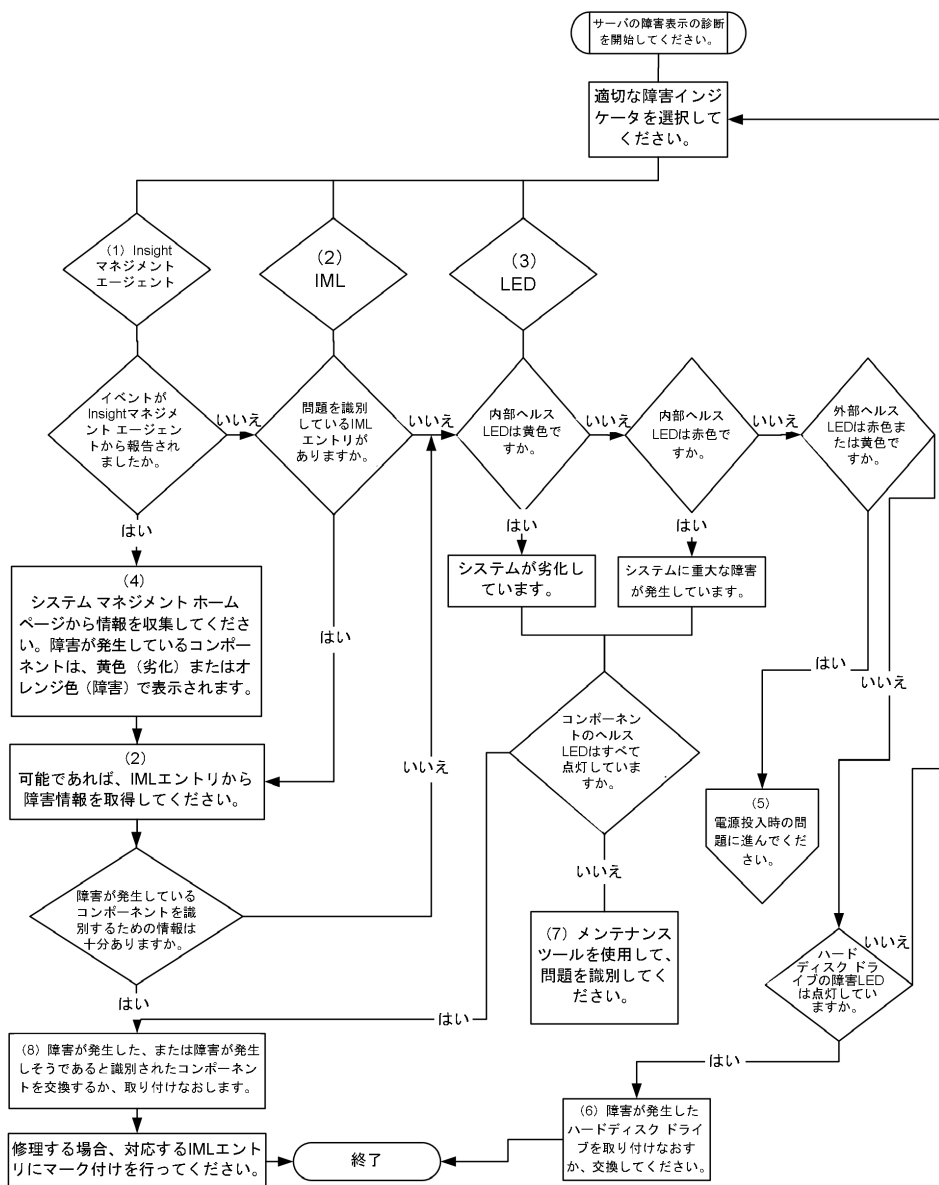 サーバの障害表示の診断
を開始してください。
適切な障害インジ
ケータを選択して
ください。
(1) Insight
マネジメント
エージェント
(2)
IML
(3)
LED
イベントが
Insightマネジメ
ント エージェ
ントから報告され
ましたか。
いいえ
問題を識別
しているIML
エントリが
ありますか。
いいえ
内部ヘルス
LEDは黄色で
すか。
いいえ
内部ヘルス
LEDは赤色で
すか。
いいえ
外部ヘルス
LEDは赤色ま
たは黄色で
すか。
はい
はい
はい
(4)
システム マネジメント ホーム
ページから情報を収集してくださ
い。障害が発生しているコンポー
ネントは、黄色（劣化）またはオ
レンジ色（障害）で表示されます。
はい
システムが劣化し
ています。
システムに重大な障害
が発生しています。
はい
いいえ
コンポーネント
のヘルス
LEDはすべて
点灯していま
すか。
いいえ
(2)
可能であれば、IMLエントリから
障害情報を取得してください。
(5)
電源投入時の問
題に進んでくだ
さい。
いいえ
障害が発生している
コンポーネントを識
別するための情報は
十分ありますか。
(7) メンテナンス
ツールを使用して、
問題を識別してく
ださい。
いいえ
ハード
ディスク ドラ
イブの障害LED
は点灯してい
ますか。
はい
はい
はい
(8) 障害が発生した、または障害が発生
しそうであると識別されたコンポーネント
を交換するか、取り付けなおします。
(6) 障害が発生した
ハードディスク ドライ
ブを取り付けなおす
か、交換してください。
修理する場合、対応するIMLエント
リにマーク付けを行ってください。
終了